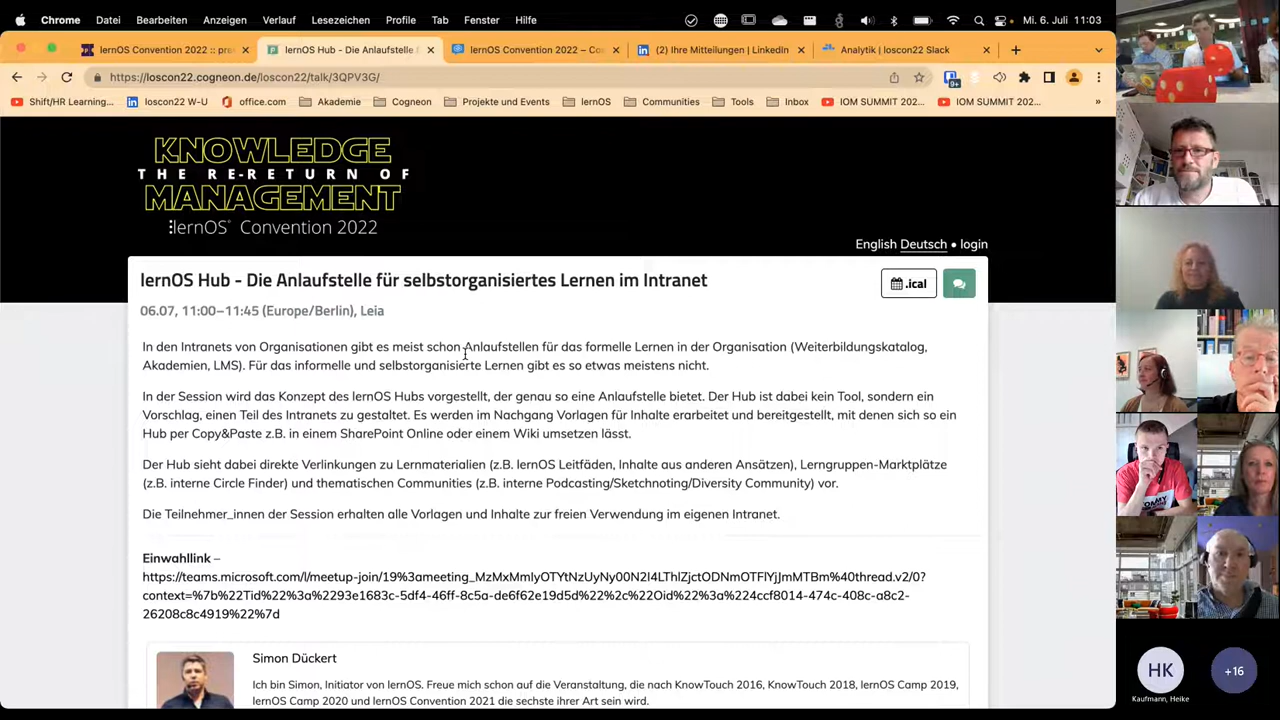 Chrome Datei Bearbeiten Anzeigen Verlauf Lesezeichen Profile Tab Fenster Hilfe Mi. 6. Juli 11:03
lernOS Convention 2022 :: pre lernOS Hub - Die Anlaufstelle lernOS Convention 2022 – Co (2) Ihre Mitteilungen | LinkedIn Analytik | loscon22 Slack
https://loscon22.cogneon.de/loscon22/talk/3QPV3G/ 9+
Shift/HR Learning... loscon22 W-U office.com Akademie Cogneon Projekte und Events lernOS Communities Tools Inbox IOM SUMMIT 202... IOM SUMMIT 202... »
KNOWLEDGE
THE RE-RETURN OF
MANAGEMENT
lernOS® Convention 2022
English Deutsch • login
lernOS Hub - Die Anlaufstelle für selbstorganisiertes Lernen im Intranet
.ical
06.07, 11:00–11:45 (Europe/Berlin), Leia
In den Intranets von Organisationen gibt es meist schon Anlaufstellen für das formelle Lernen in der Organisation (Weiterbildungskatalog,
Akademien, LMS). Für das informelle und selbstorganisierte Lernen gibt es so etwas meistens nicht.
In der Session wird das Konzept des lernOS Hubs vorgestellt, der genau so eine Anlaufstelle bietet. Der Hub ist dabei kein Tool, sondern ein
Vorschlag, einen Teil des Intranets zu gestaltet. Es werden im Nachgang Vorlagen für Inhalte erarbeitet und bereitgestellt, mit denen sich so ein
Hub per Copy&Paste z.B. in einem SharePoint Online oder einem Wiki umsetzen lässt.
Der Hub sieht dabei direkte Verlinkungen zu Lernmaterialien (z.B. lernOS Leitfäden, Inhalte aus anderen Ansätzen), Lerngruppen-Marktplätze
(z.B. interne Circle Finder) und thematischen Communities (z.B. interne Podcasting/Sketchnoting/Diversity Community) vor.
Die Teilnehmer_innen der Session erhalten alle Vorlagen und Inhalte zur freien Verwendung im eigenen Intranet.
Einwahllink –
https://teams.microsoft.com/l/meetup-join/19%3ameeting_MzMxMmIyOTYtNzUyNy00N2I4LThlZjctODNmOTFlYjJmMTBm%40thread.v2/0?
context=%7b%22Tid%22%3a%2293e1683c-5df4-46ff-8c5a-de6f62e19d5d%22%2c%22Oid%22%3a%224ccf8014-474c-408c-a8c2-
26208c8c4919%22%7d
Simon Dückert
Ich bin Simon, Initiator von lernOS. Freue mich schon auf die Veranstaltung, die nach KnowTouch 2016, KnowTouch 2018, lernOS Camp 2019,
lernOS Camp 2020 und lernOS Convention 2021 die sechste ihrer Art sein wird.
HK
+16
Kaufmann, Heike